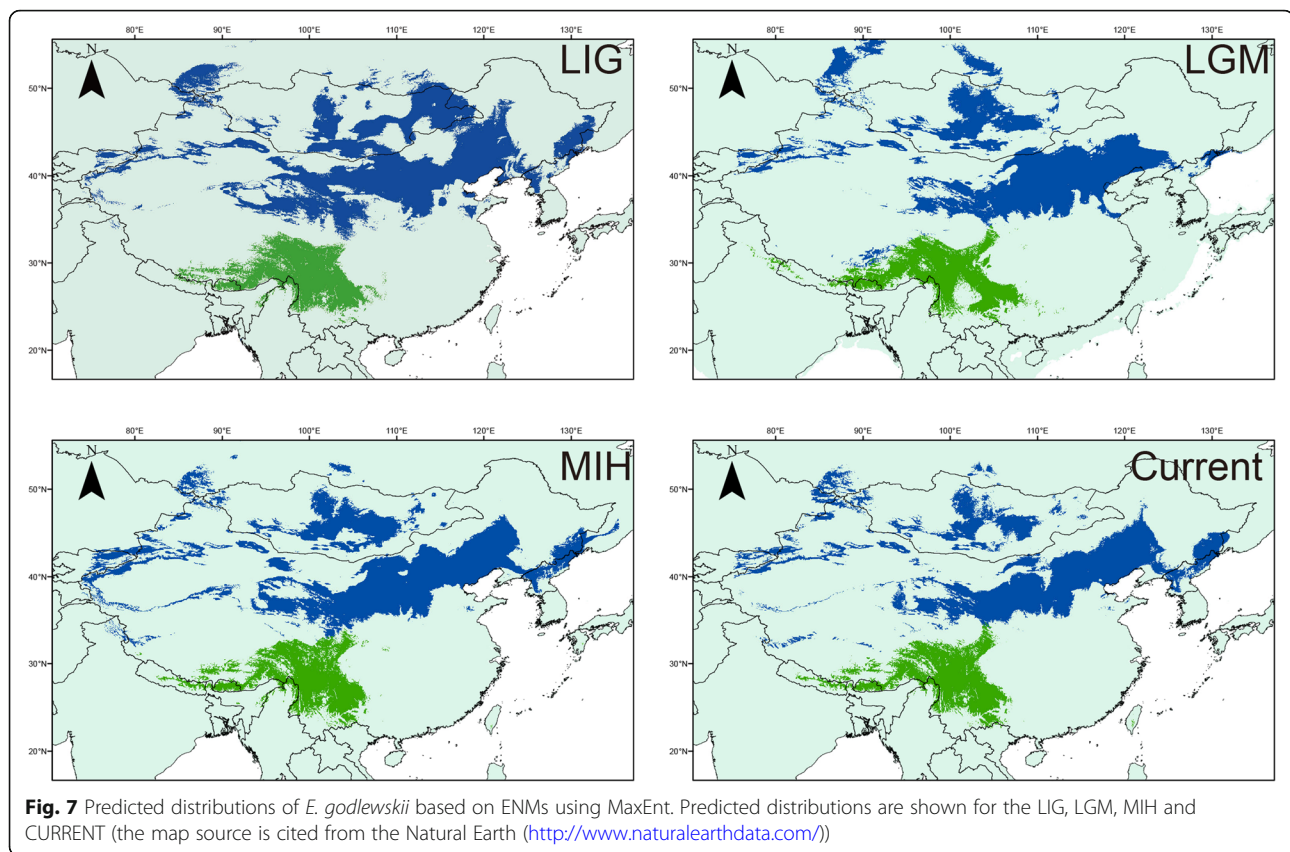 80°E 90°E 100°E 110°E 120°E 130°E
80°E 90°E 100°E 110°E 120°E 130°E
N
LIG
N
LGM
50°N
50°N
40°N
40°N
30°N
30°N
20°N
20°N
80°E 90°E 100°E 110°E 120°E 130°E
80°E 90°E 100°E 110°E 120°E 130°E
N
MIH
N
Current
50°N
50°N
40°N
40°N
30°N
30°N
20°N
20°N
Fig. 7 Predicted distributions of E. godlewskii based on ENMs using MaxEnt. Predicted distributions are shown for the LIG, LGM, MIH and
CURRENT (the map source is cited from the Natural Earth (http://www.naturalearthdata.com/))